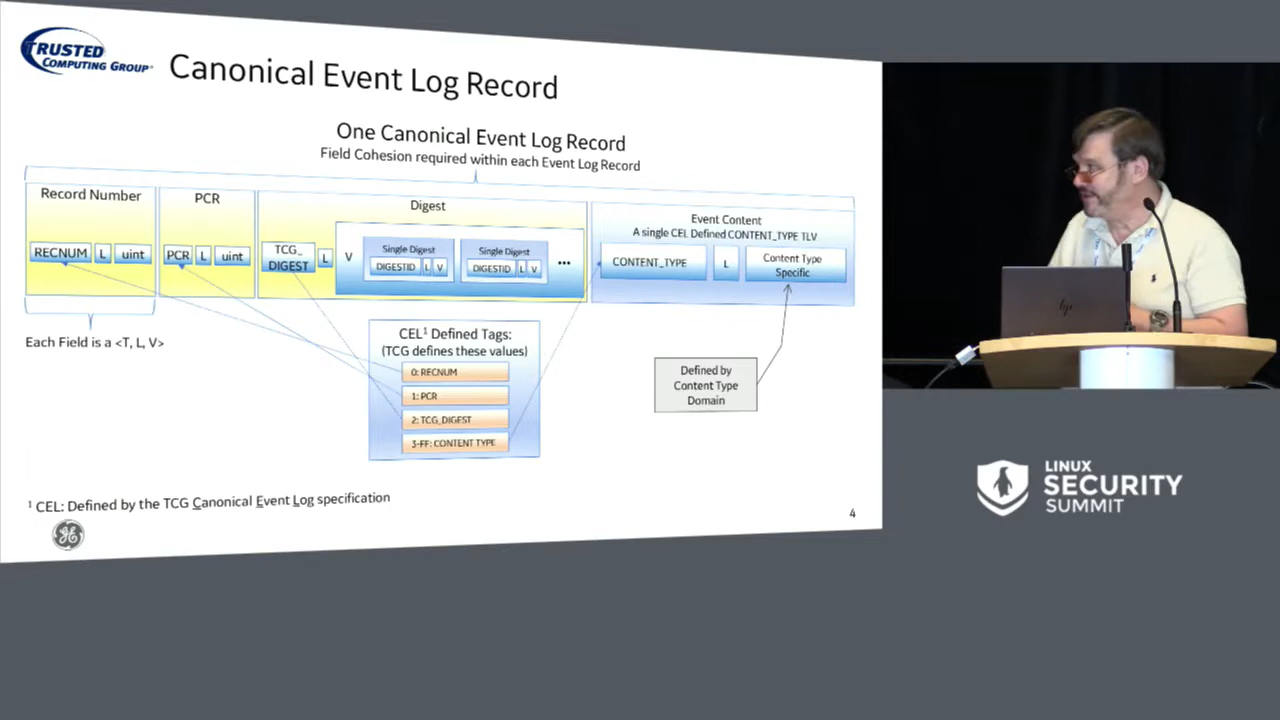 TRUSTED
COMPUTING GROUP®
Canonical Event Log Record
One Canonical Event Log Record
Field Cohesion required within each Event Log Record
Record Number
PCR
Digest
Event Content
A single CEL Defined CONTENT_TYPE TLV
RECNUM L uint
PCR L uint
TCG_
DIGEST
L
V
Single Digest
DIGESTID L V
Single Digest
DIGESTID L V
...
CONTENT_TYPE
L
Content Type
Specific
Each Field is a <T, L, V>
CEL¹ Defined Tags:
(TCG defines these values)
0: RECNUM
1: PCR
2: TCG_DIGEST
3-FF: CONTENT TYPE
Defined by
Content Type
Domain
¹ CEL: Defined by the TCG Canonical Event Log specification
GE
4
hp
LINUX
SECURITY
SUMMIT